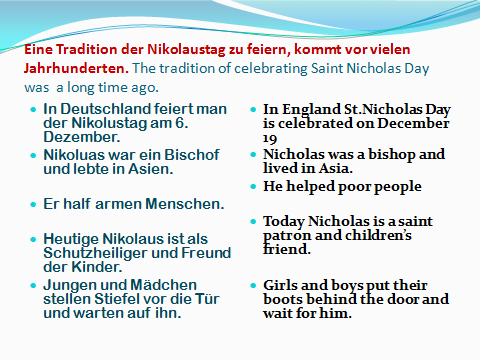 Eine Tradition der Nikolaustag zu feiern, kommt vor vielen
Jahrhunderten. The tradition of celebrating Saint Nicholas Day
was a long time ago.
In Deutschland feiert man
der Nikolustag am 6.
Dezember.
Nikoluas war ein Bischof
und lebte in Asien.
Er half armen Menschen.
Heutige Nikolaus ist als
Schutzheiliger und Freund
der Kinder.
Jungen und Mädchen
stellen Stiefel vor die Tür
und warten auf ihn.
In England St.Nicholas Day
is celebrated on December
19
Nicholas was a bishop and
lived in Asia.
He helped poor people
Today Nicholas is a saint
patron and children's
friend.
Girls and boys put their
boots behind the door and
wait for him.